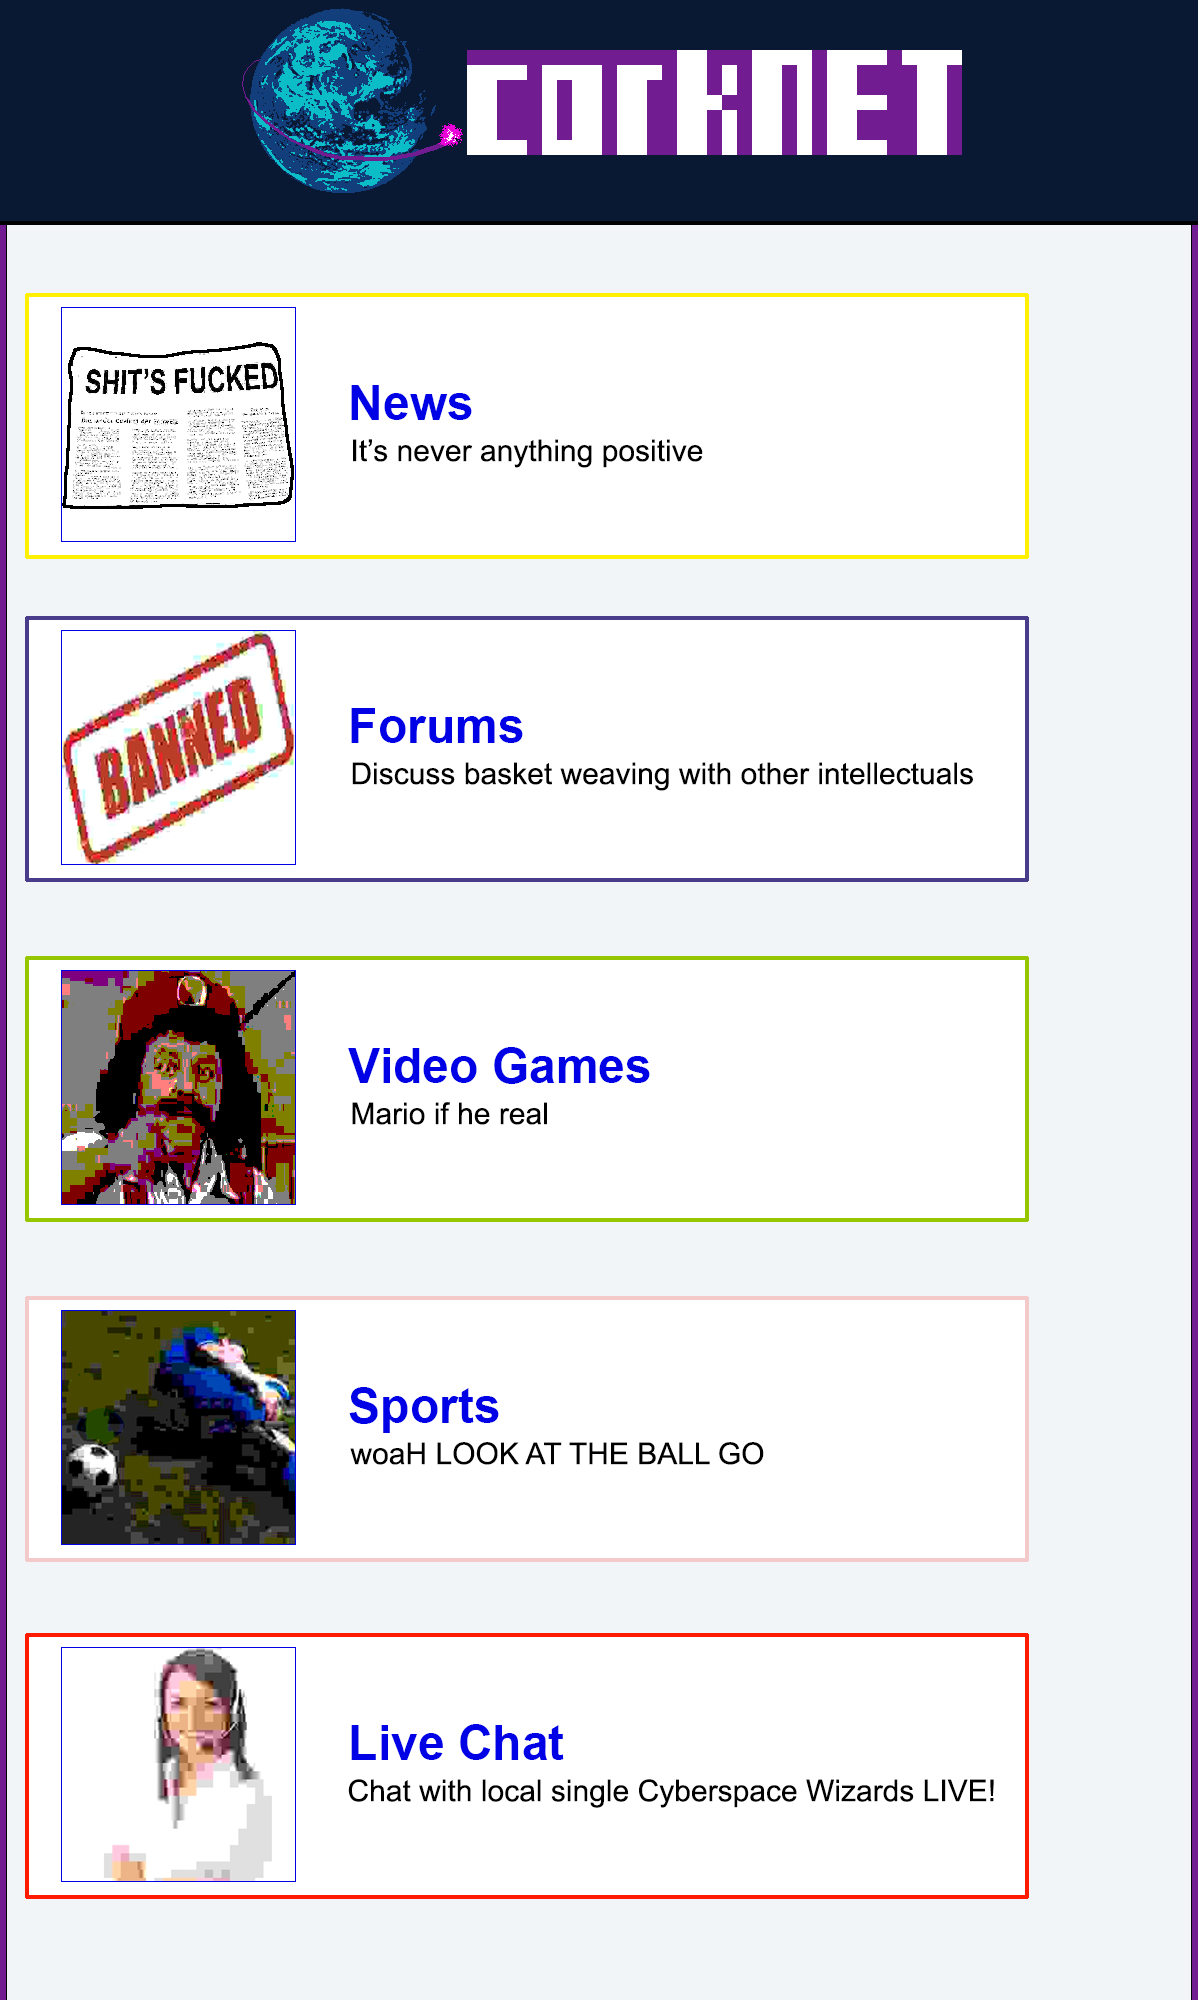 CorKNET
SHIT'S FUCKED
News
It’s never anything positive
BANNED
Forums
Discuss basket weaving with other intellectuals
Video Games
Mario if he real
Sports
woaH LOOK AT THE BALL GO
Live Chat
Chat with local single Cyberspace Wizards LIVE!